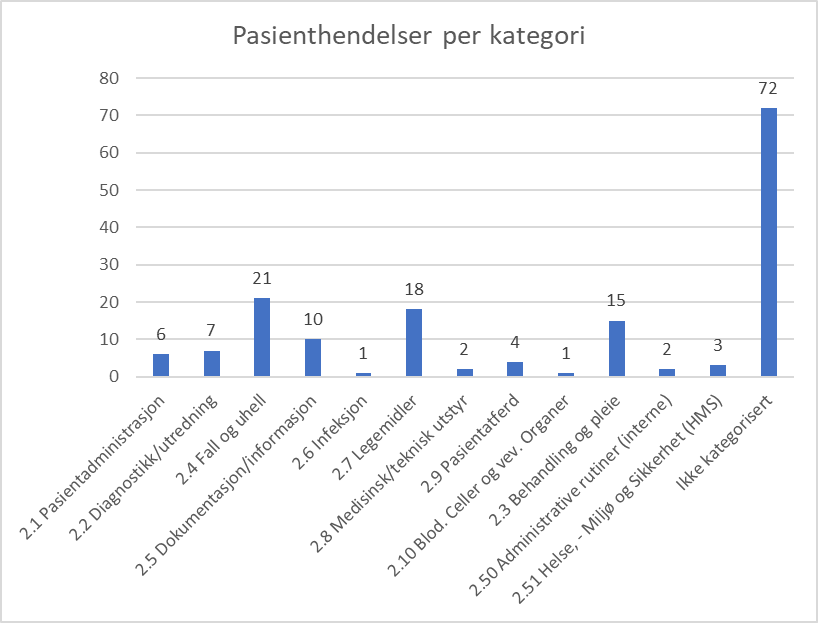 Pasienthendelser per kategori
80
70
60
50
40
30
20
10
0
6
7
21
10
1
18
2
4
1
15
2
3
72
2.1 Pasientadministrasjon
2.2 Diagnostikk/utredning
2.4 Fall og uhell
2.5 Dokumentasjon/informasjon
2.6 Infeksjon
2.7 Legemidler
2.8 Medisinsk/teknisk utstyr
2.9 Pasientatferd
2.10 Blod. Celler og vev. Organer
2.3 Behandling og pleie
2.50 Administrative rutiner (interne)
2.51 Helse, - Miljø og Sikkerhet (HMS)
Ikke kategorisert